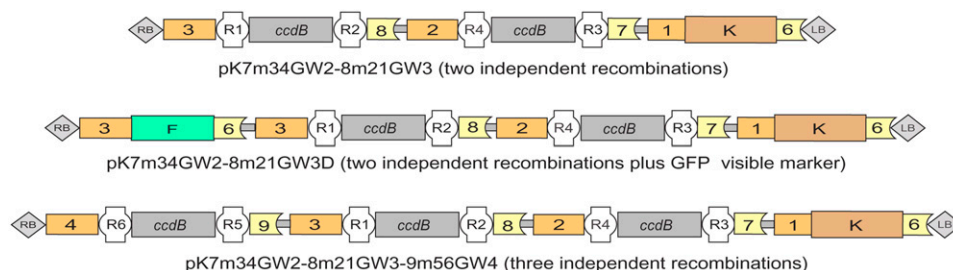 RB 3 R1 ccdB R2 8 2 R4 ccdB R3 7 1 K 6 LB
pK7m34GW2-8m21GW3 (two independent recombinations)
RB 3 F 6 3 R1 ccdB R2 8 2 R4 ccdB R3 7 1 K 6 LB
pK7m34GW2-8m21GW3D (two independent recombinations plus GFP visible marker)
RB 4 R6 ccdB R5 9 3 R1 ccdB R2 8 2 R4 ccdB R3 7 1 K 6 LB
pK7m34GW2-8m21GW3-9m56GW4 (three independent recombinations)